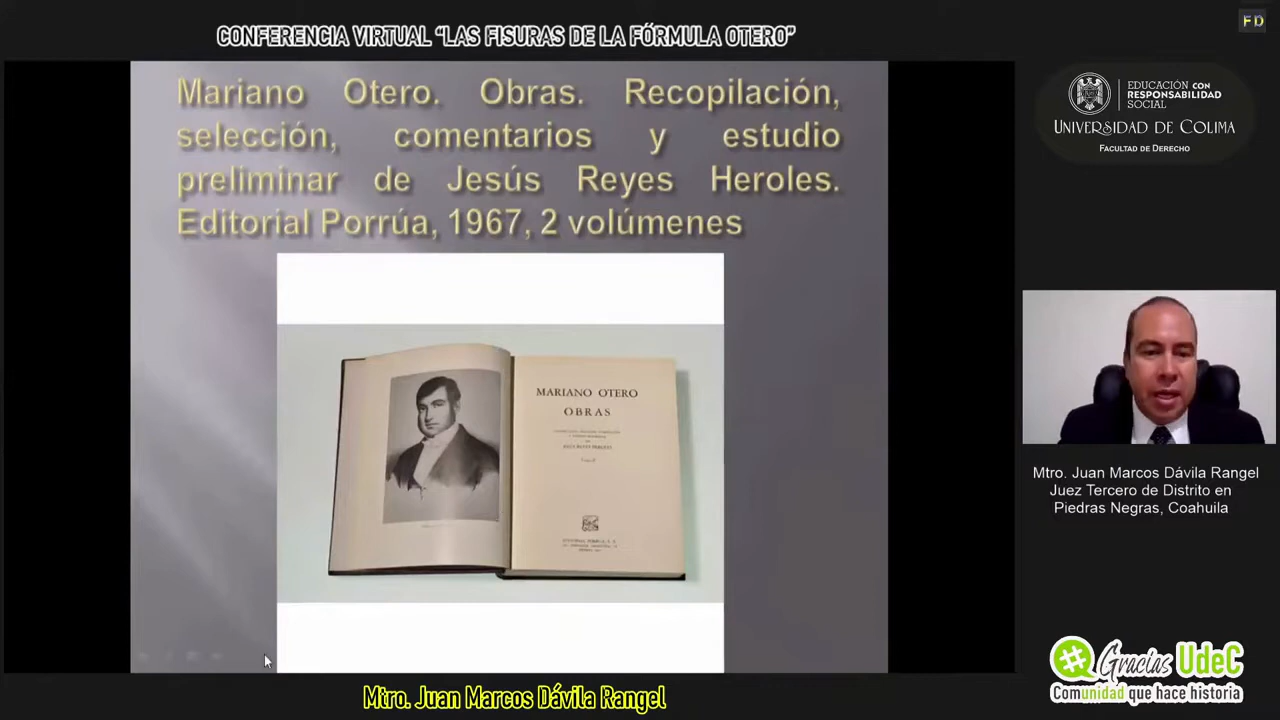 CONFERENCIA VIRTUAL “LAS FISURAS DE LA FÓRMULA OTERO”
FD
Mariano Otero. Obras. Recopilación,
selección, comentarios y estudio
preliminar de Jesús Reyes Heroles.
Editorial Porrúa, 1967, 2 volúmenes
MARIANO OTERO
OBRAS
EDUCACIÓN CON
RESPONSABILIDAD
SOCIAL
UNIVERSIDAD DE COLIMA
FACULTAD DE DERECHO
Mtro. Juan Marcos Dávila Rangel
Juez Tercero de Distrito en
Piedras Negras, Coahuila
# Gracias UdeC
Comunidad que hace historia
Mtro. Juan Marcos Dávila Rangel